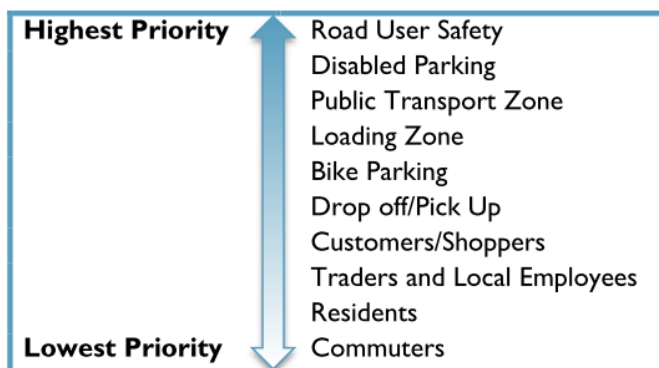 Highest Priority Road User Safety
Disabled Parking
Public Transport Zone
Loading Zone
Bike Parking
Drop off/Pick Up
Customers/Shoppers
Traders and Local Employees
Residents
Lowest Priority Commuters